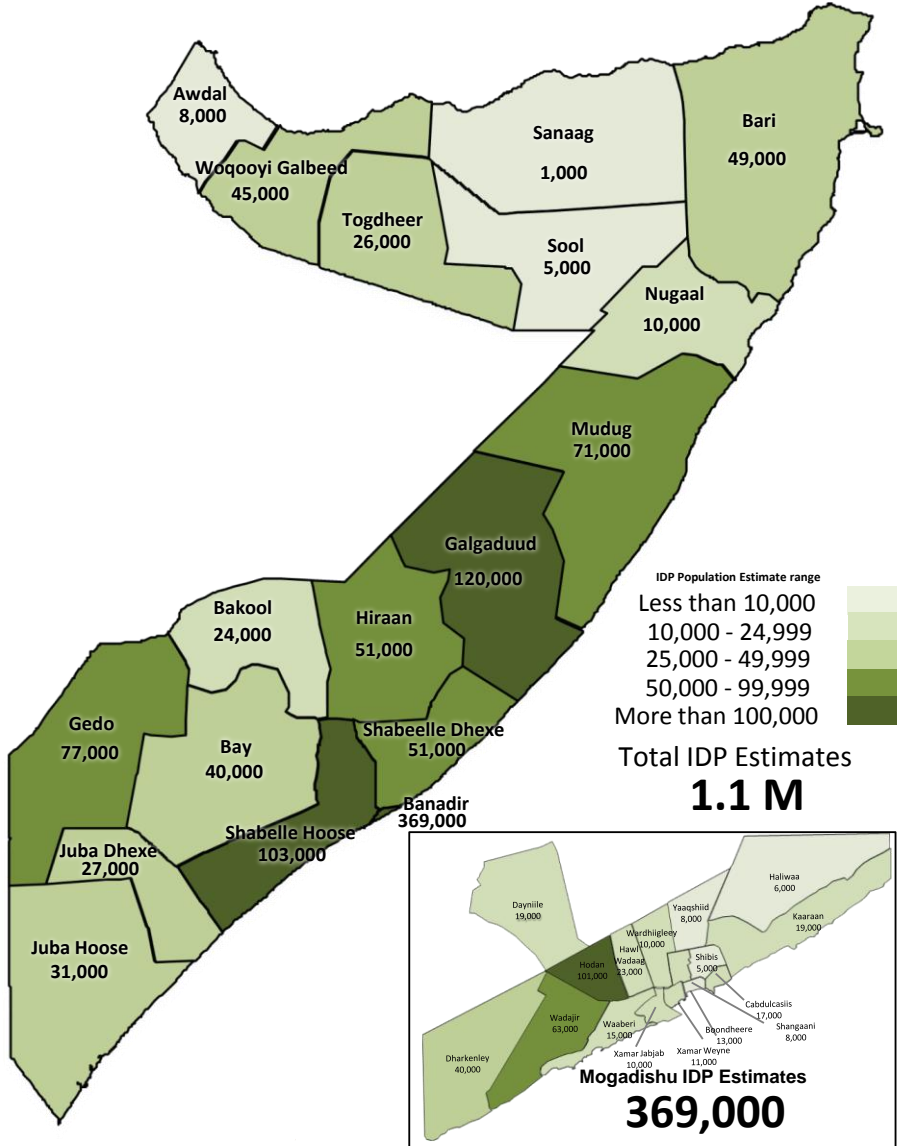 Awdal
8,000
Woqooyi Galbeed
45,000
Togdheer
26,000
Sanaag
1,000
Sool
5,000
Bari
49,000
Nugaal
10,000
Mudug
71,000
Galgaduud
120,000
Hiraan
51,000
Bakool
24,000
Gedo
77,000
Bay
40,000
Shabeelle Dhexe
51,000
Banadir
369,000
Shabelle Hoose
103,000
Juba Dhexe
27,000
Juba Hoose
31,000
IDP Population Estimate range
Less than 10,000
10,000 - 24,999
25,000 - 49,999
50,000 - 99,999
More than 100,000
Total IDP Estimates
1.1 M
Dayniile
19,000
Haliwaa
6,000
Yaaqshiid
8,000
Kaaraan
19,000
Wardhiigleey
10,000
Hawl
Wadaag
23,000
Hodan
101,000
Shibis
5,000
Cabdulcasiis
17,000
Shangaani
8,000
Boondheere
13,000
Xamar Weyne
11,000
Xamar Jabjab
10,000
Waaberi
15,000
Wadajir
63,000
Dharkenley
40,000
Mogadishu IDP Estimates
369,000